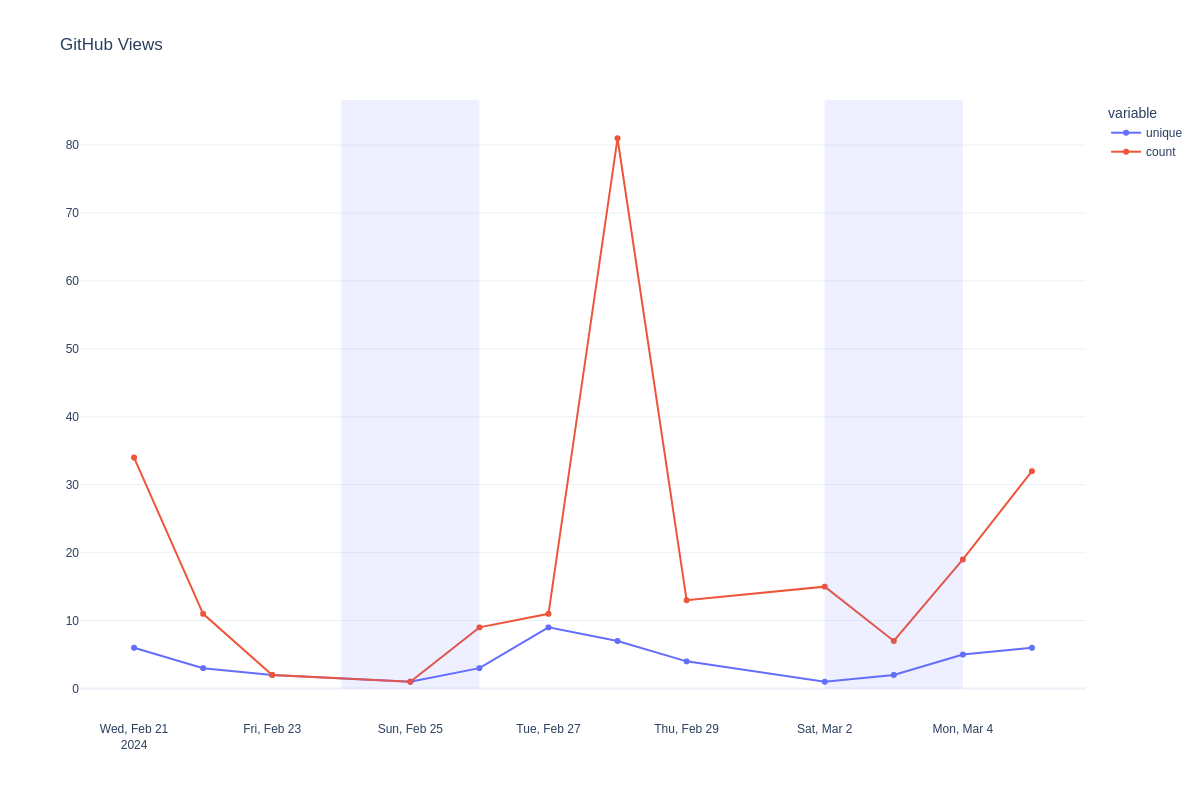 GitHub Views
variable
unique
count
80
70
60
50
40
30
20
10
0
Wed, Feb 21
2024
Fri, Feb 23
Sun, Feb 25
Tue, Feb 27
Thu, Feb 29
Sat, Mar 2
Mon, Mar 4